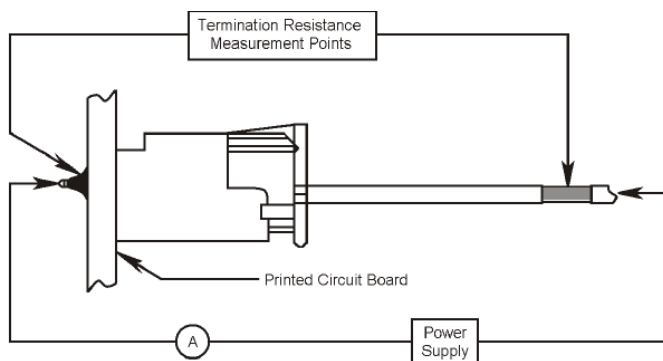 Termination Resistance
Measurement Points
Printed Circuit Board
A
Power
Supply